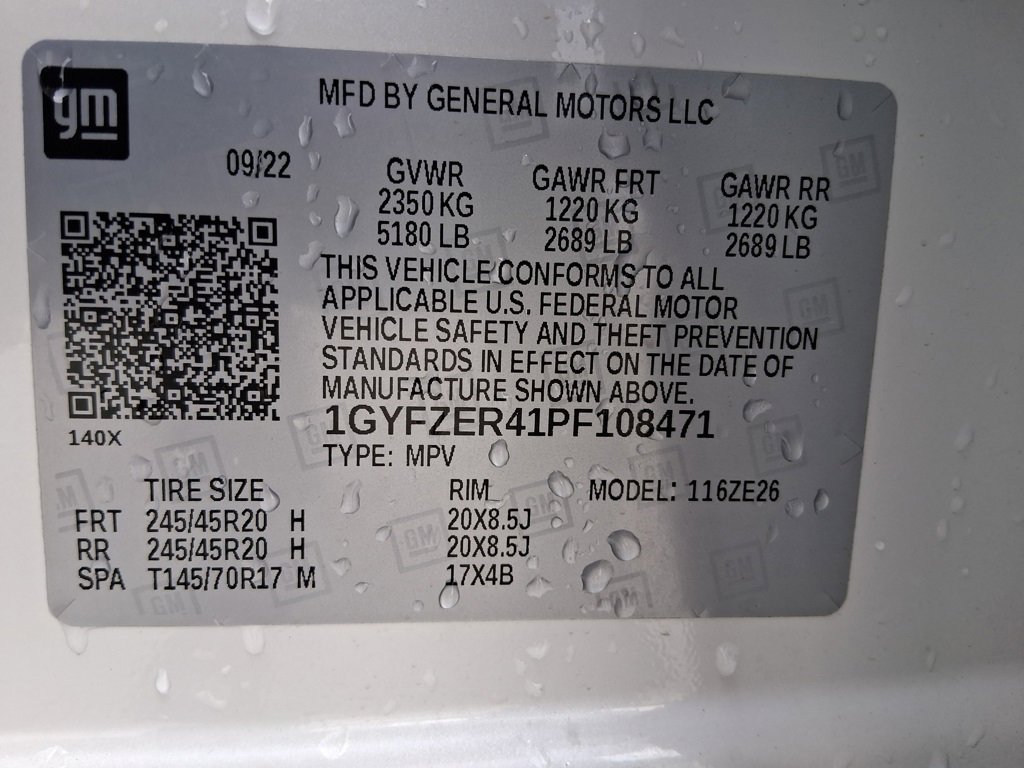 gm
MFD BY GENERAL MOTORS LLC
09/22
GVWR GAWR FRT GAWR RR
2350 KG 1220 KG 1220 KG
5180 LB 2689 LB 2689 LB
THIS VEHICLE CONFORMS TO ALL
APPLICABLE U.S. FEDERAL MOTOR
VEHICLE SAFETY AND THEFT PREVENTION
STANDARDS IN EFFECT ON THE DATE OF
MANUFACTURE SHOWN ABOVE.
1GYFZER41PF108471
140X
TYPE: MPV
TIRE SIZE RIM MODEL: 116ZE26
FRT 245/45R20 H 20X8.5J
RR 245/45R20 H 20X8.5J
SPA T145/70R17 M 17X4B